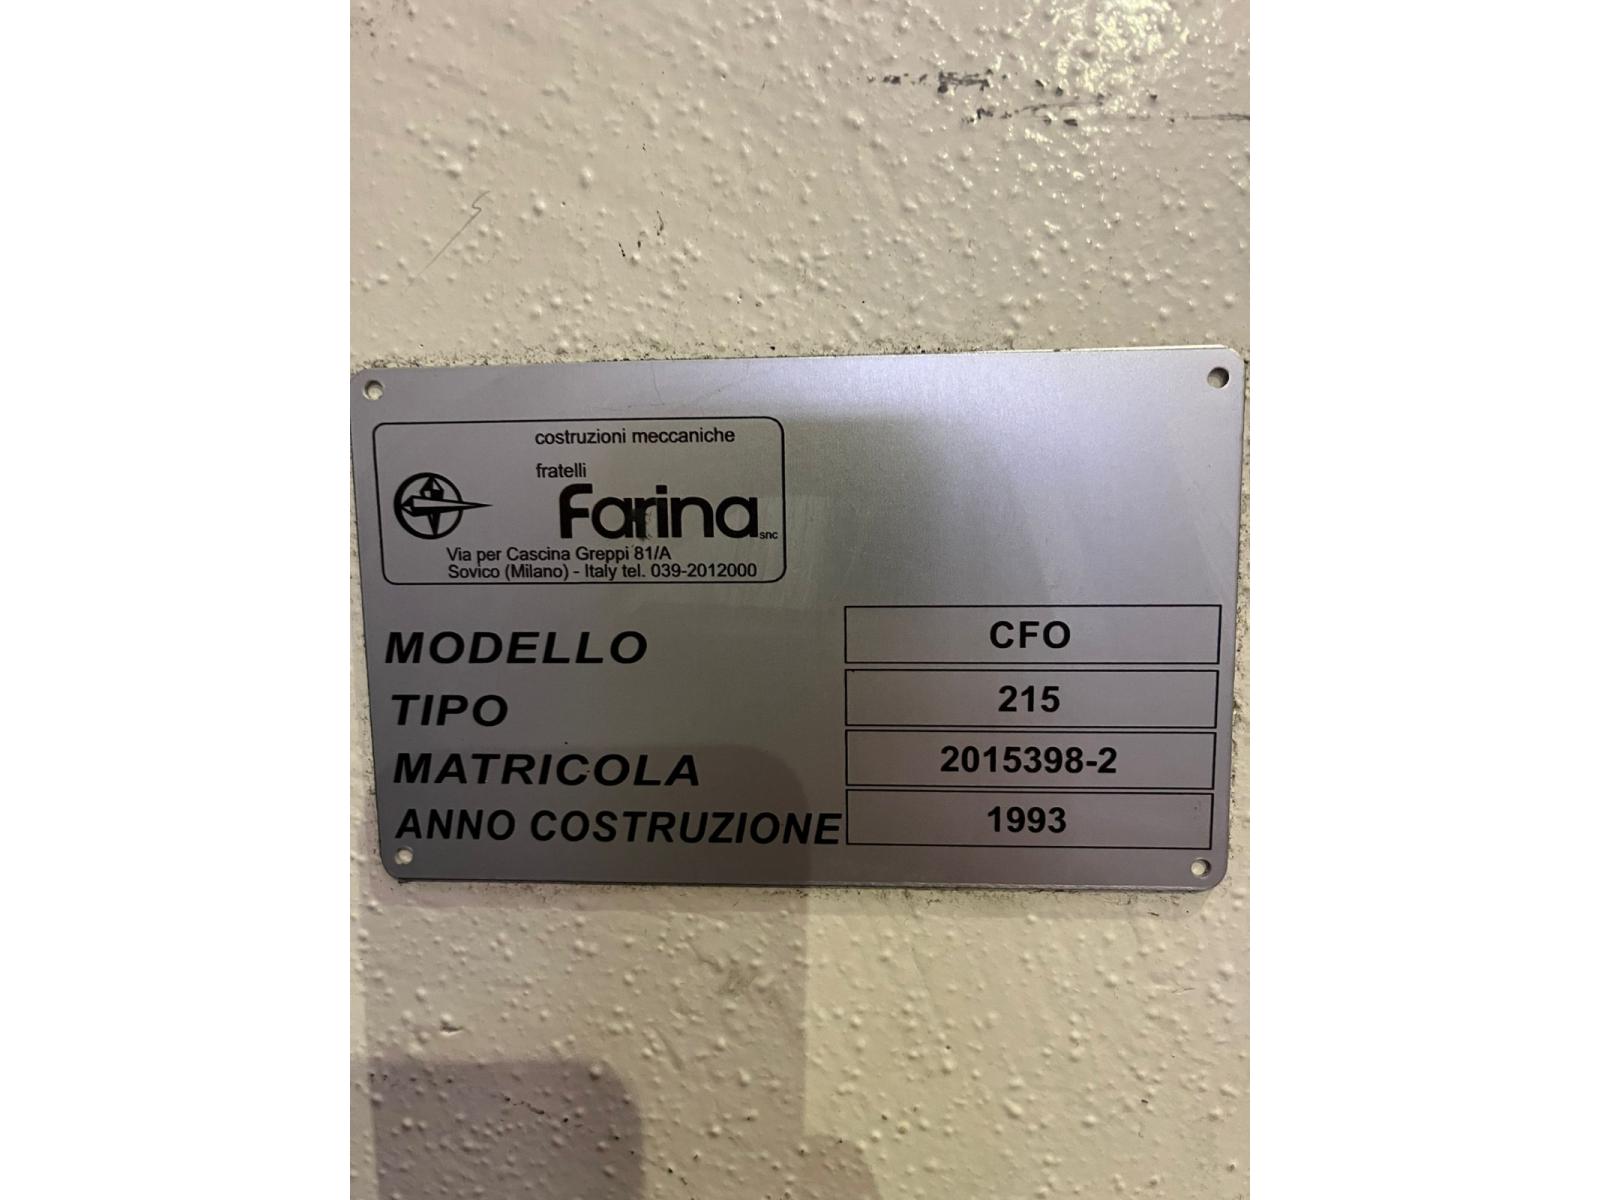 costruzioni meccaniche
fratelli
Farina snc
Via per Cascina Greppi 81/A
Sovico (Milano) - Italy tel. 039-2012000
MODELLO CFO
TIPO 215
MATRICOLA 2015398-2
ANNO COSTRUZIONE 1993